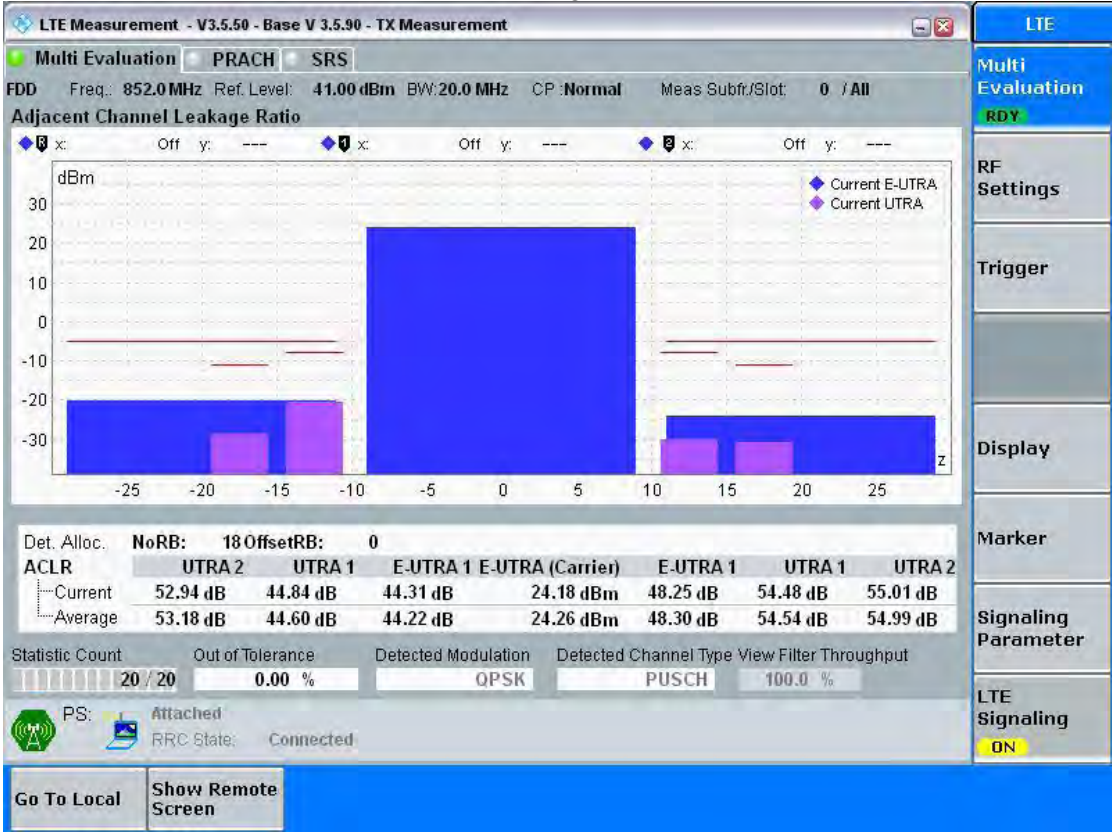 LTE Measurement - V3.5.50 - Base V 3.5.90 - TX Measurement
LTE
Multi Evaluation PRACH SRS
Multi Evaluation
RDY
FDD Freq.: 852.0 MHz Ref. Level: 41.00 dBm BW: 20.0 MHz CP : Normal Meas Subfr./Slot: 0 / All
Adjacent Channel Leakage Ratio
R x: Off y: --- 1 x: Off y: --- 2 x: Off y: ---
dBm
Current E-UTRA
Current UTRA
30
20
10
0
-10
-20
-30
z
-25 -20 -15 -10 -5 0 5 10 15 20 25
RF Settings
Trigger
Display
Marker
Signaling Parameter
LTE Signaling
ON
Det. Alloc. NoRB: 18 OffsetRB: 0
ACLR UTRA 2 UTRA 1 E-UTRA 1 E-UTRA (Carrier) E-UTRA 1 UTRA 1 UTRA 2
Current 52.94 dB 44.84 dB 44.31 dB 24.18 dBm 48.25 dB 54.48 dB 55.01 dB
Average 53.18 dB 44.60 dB 44.22 dB 24.26 dBm 48.30 dB 54.54 dB 54.99 dB
Statistic Count Out of Tolerance Detected Modulation Detected Channel Type View Filter Throughput
20 / 20 0.00 % QPSK PUSCH 100.0 %
PS: Attached
RRC State: Connected
Go To Local
Show Remote Screen